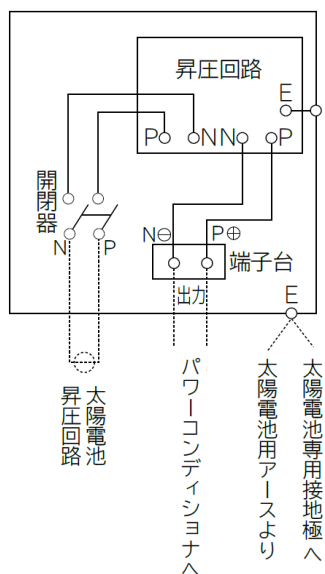 昇圧回路
E
P N N P
開閉器
N P
N⊖ P⊕
端子台
出力
E
太陽電池
昇圧回路
パワーコンディショナへ
太陽電池用アースより
太陽電池専用接地極へ